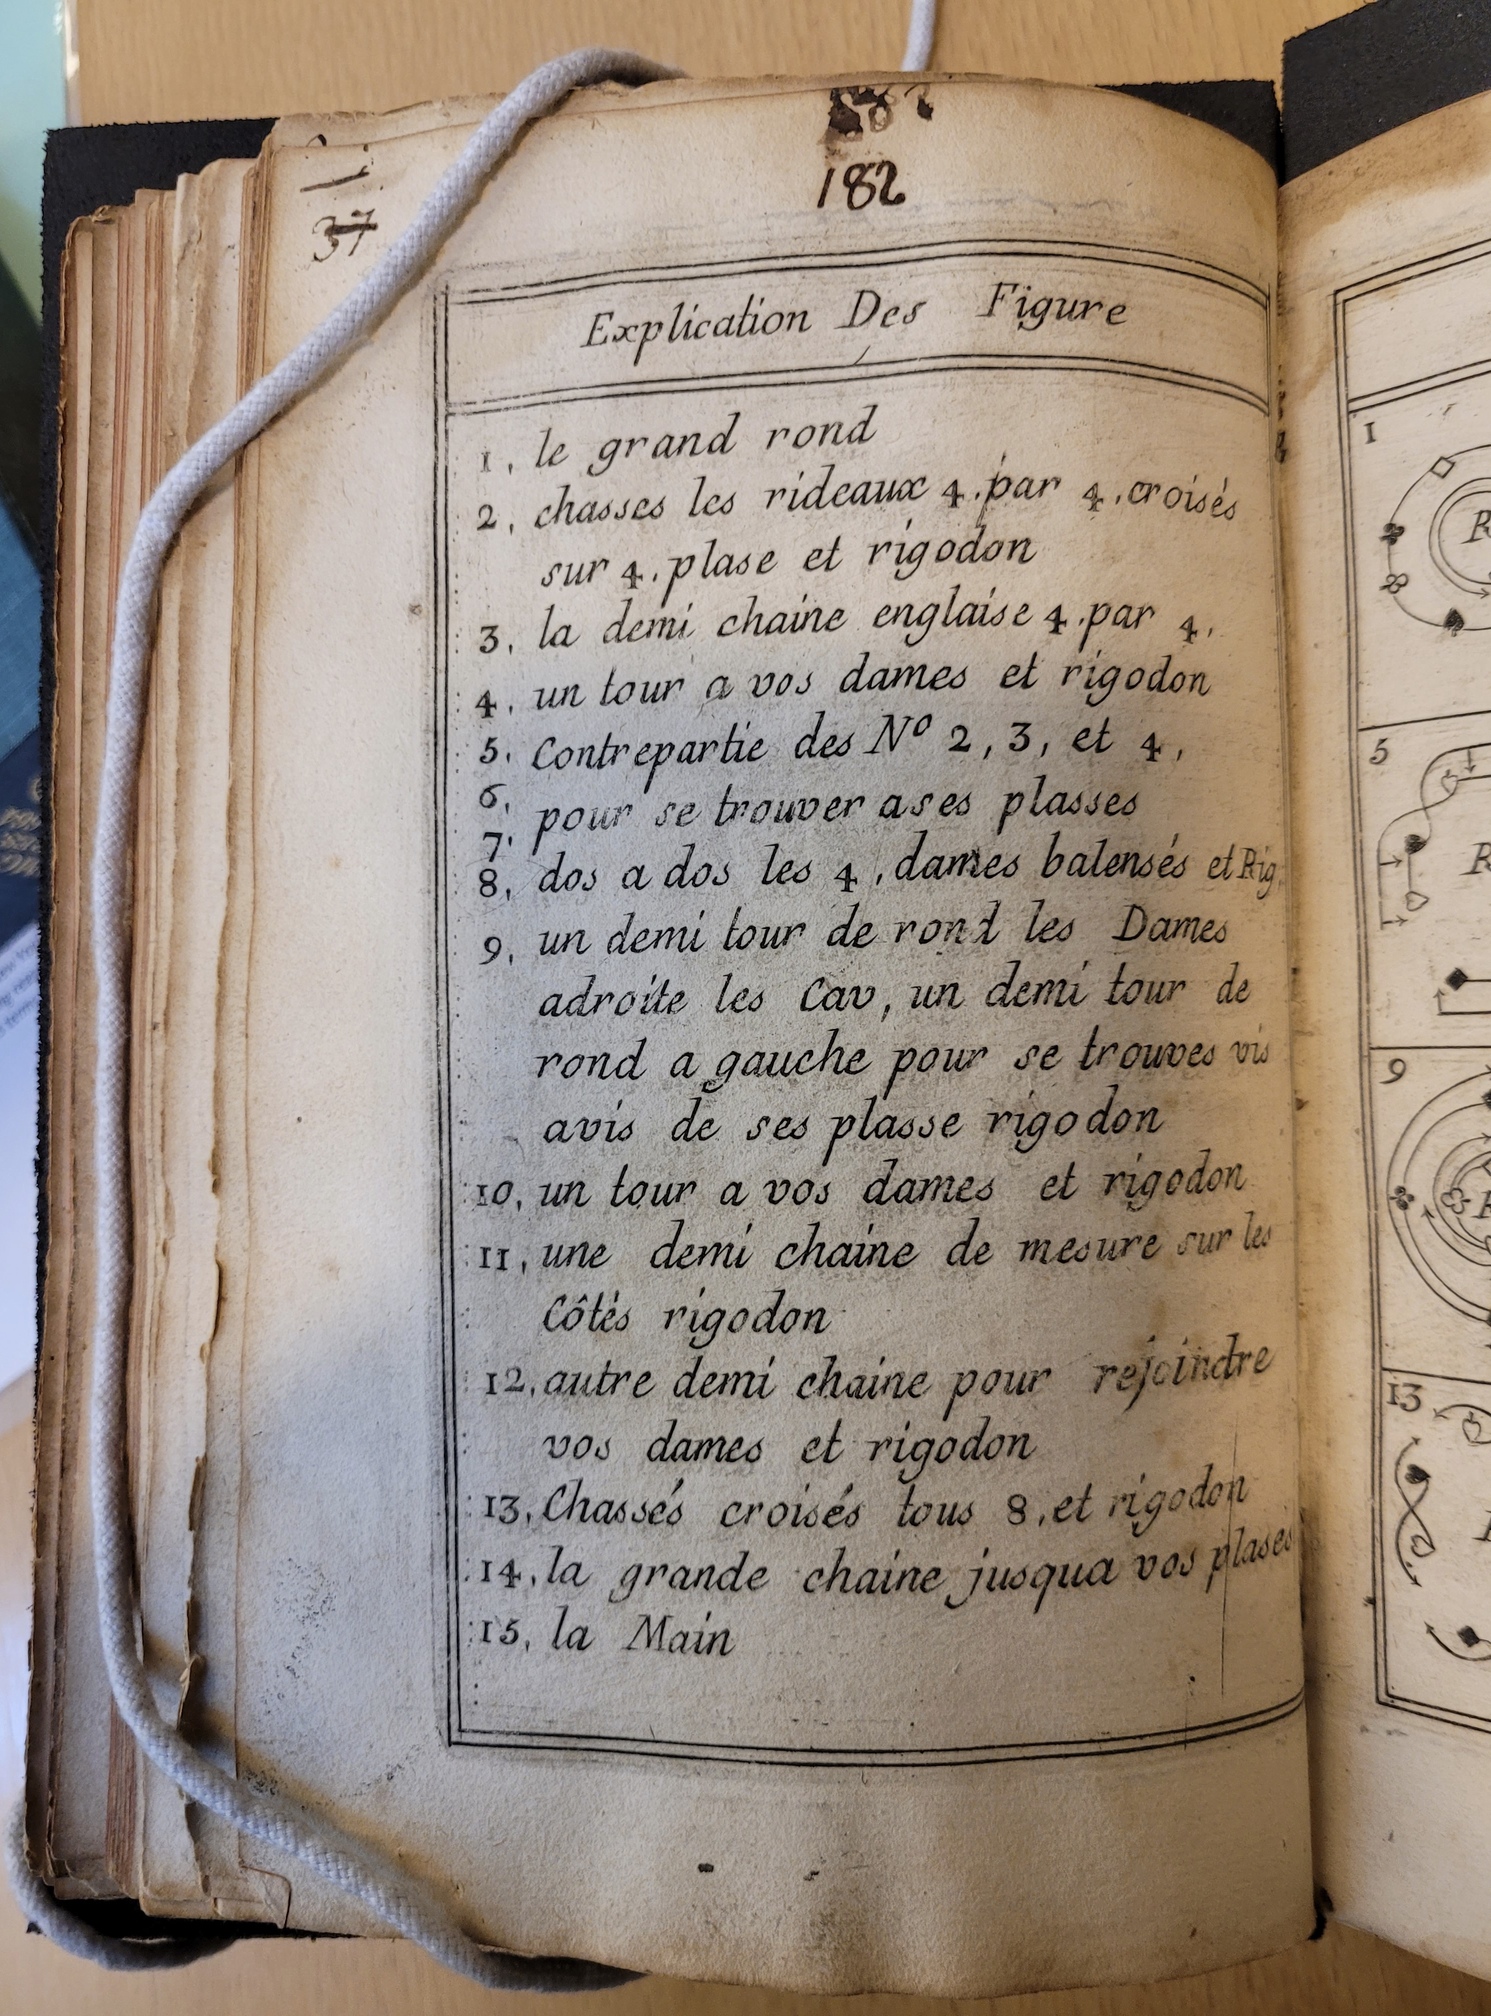 182
37
Explication Des Figure
1, le grand rond
2, chasses les rideaux 4, par 4, croisés
sur 4, plase et rigodon
3, la demi chaine englaise 4, par 4,
4, un tour a vos dames et rigodon
5. Contrepartie des Nº 2, 3, et 4,
6,
7. pour se trouver a ses plasses
8, dos a dos les 4, dames balensés et Rig.
9, un demi tour de rond les Dames
adroite les Cav, un demi tour de
rond a gauche pour se trouves vis
avis de ses plasse rigodon
10, un tour a vos dames et rigodon
11, une demi chaine de mesure sur les
Côtés rigodon
12, autre demi chaine pour rejoindre
vos dames et rigodon
13, Chassés croisés tous 8, et rigodon
14, la grande chaine jusqua vos plases
15, la Main
1
R
5
R
9
13